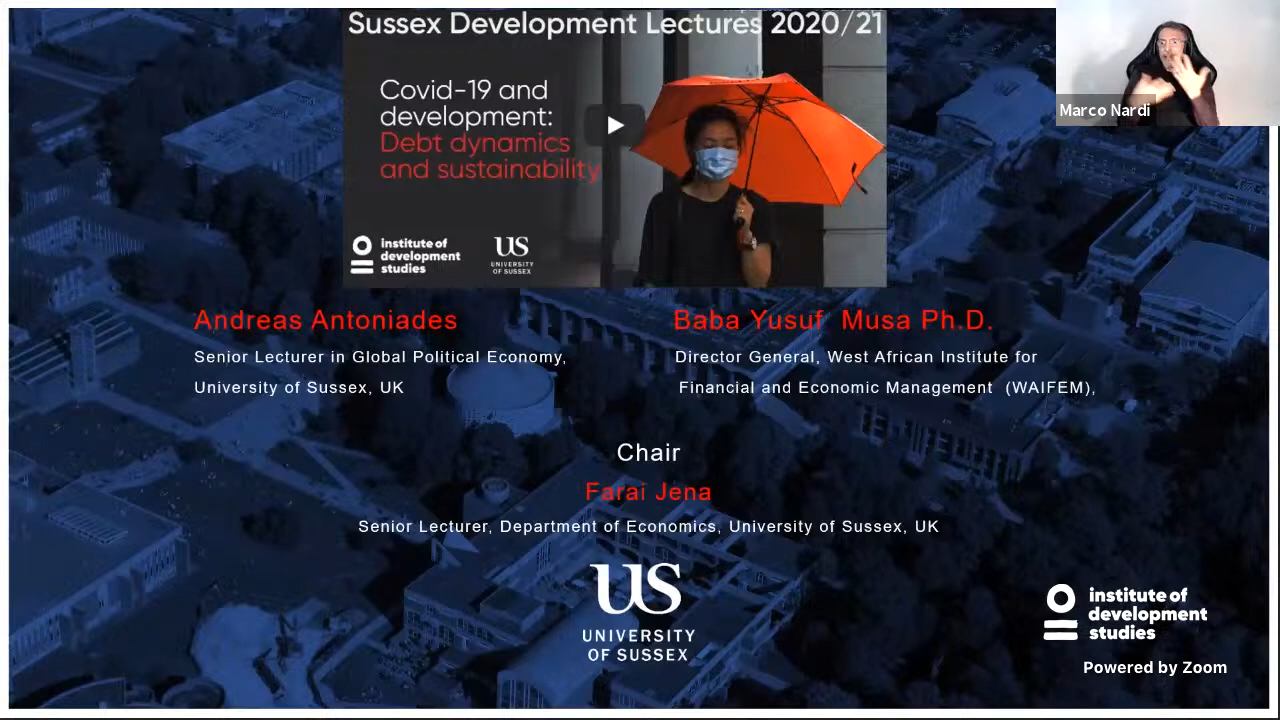 Sussex Development Lectures 2020/21
Covid-19 and
development:
Debt dynamics
and sustainability
institute of
development
studies
US
UNIVERSITY
OF SUSSEX
Marco Nardi
Andreas Antoniades
Senior Lecturer in Global Political Economy,
University of Sussex, UK
Baba Yusuf Musa Ph.D.
Director General, West African Institute for
Financial and Economic Management (WAIFEM),
Chair
Farai Jena
Senior Lecturer, Department of Economics, University of Sussex, UK
US
UNIVERSITY
OF SUSSEX
institute of
development
studies
Powered by Zoom